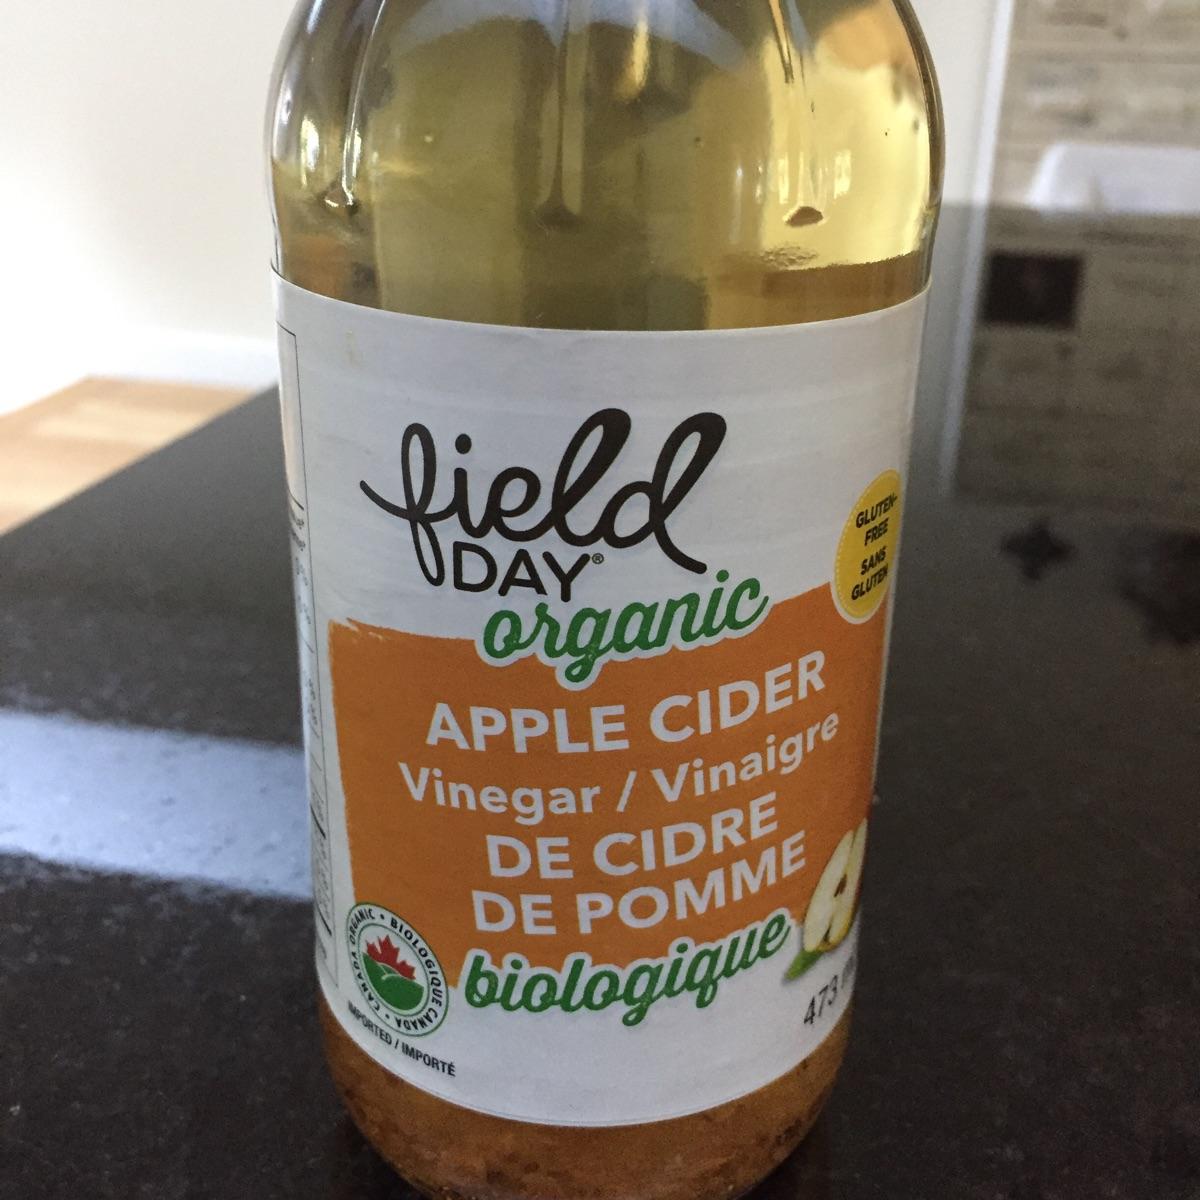 field
DAY®
organic
GLUTEN-
FREE
SANS
GLUTEN
APPLE CIDER
Vinegar / Vinaigre
DE CIDRE
DE POMME
biologique
CANADA ORGANIC • BIOLOGIQUE CANADA •
IMPORTED / IMPORTÉ
473